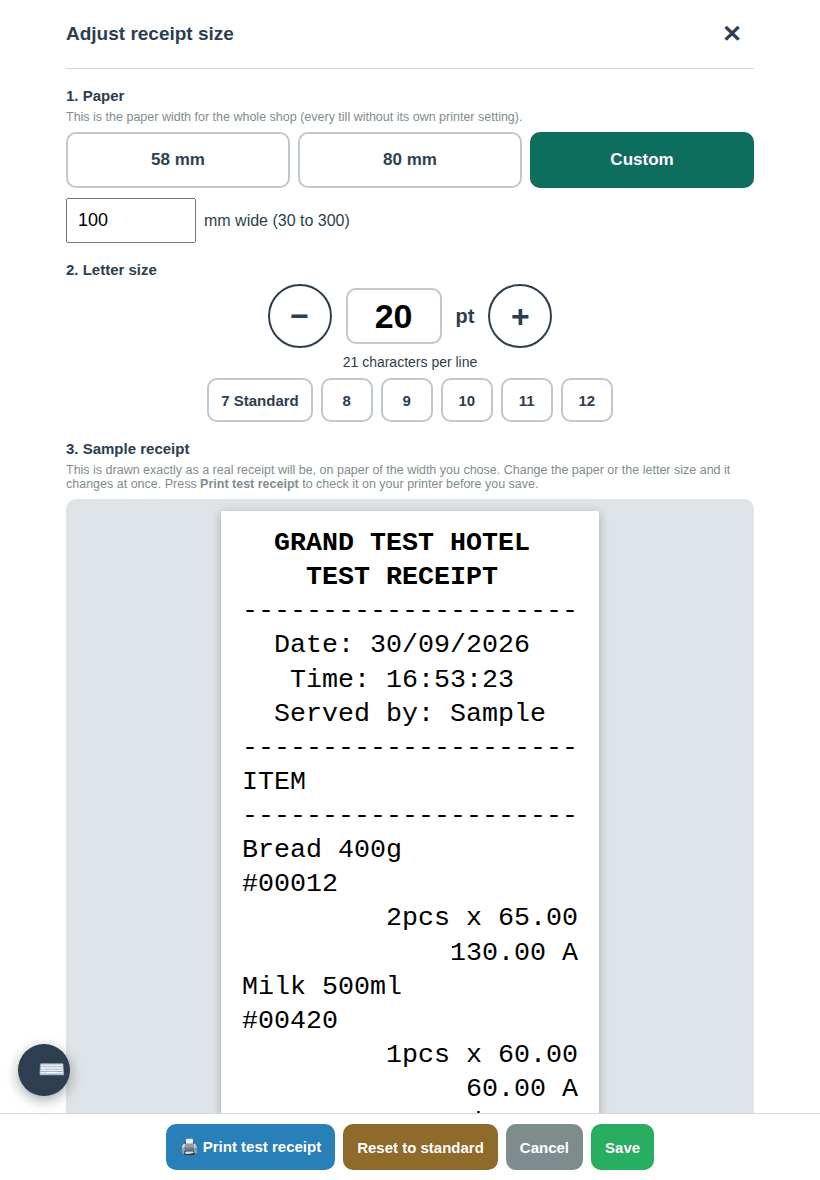 Adjust receipt size
✕
1. Paper
This is the paper width for the whole shop (every till without its own printer setting).
58 mm
80 mm
Custom
100 mm wide (30 to 300)
2. Letter size
− 20 pt +
21 characters per line
7 Standard 8 9 10 11 12
3. Sample receipt
This is drawn exactly as a real receipt will be, on paper of the width you chose. Change the paper or the letter size and it
changes at once. Press Print test receipt to check it on your printer before you save.
GRAND TEST HOTEL
TEST RECEIPT
---------------------
Date: 30/09/2026
Time: 16:53:23
Served by: Sample
---------------------
ITEM
---------------------
Bread 400g
#00012
2pcs x 65.00
130.00 A
Milk 500ml
#00420
1pcs x 60.00
60.00 A
Print test receipt
Reset to standard
Cancel
Save